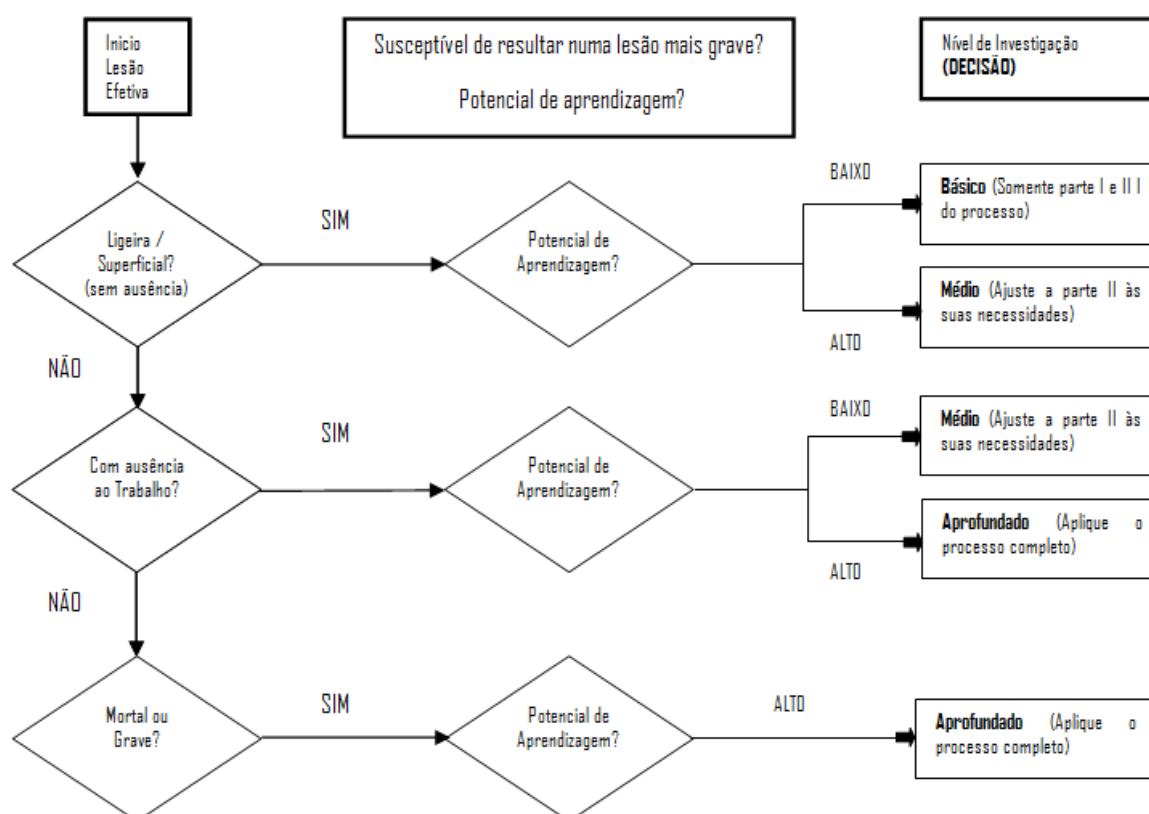 Inicio
Lesão
Efetiva
Susceptível de resultar numa lesão mais grave?
Potencial de aprendizagem?
Nível de Investigação
(DECISÃO)
Ligeira /
Superficial?
(sem ausência)
SIM
Potencial de
Aprendizagem?
BAIXO
Básico (Somente parte I e II I
do processo)
Médio (Ajuste a parte II às
suas necessidades)
ALTO
NÃO
Com ausência
ao Trabalho?
SIM
Potencial de
Aprendizagem?
BAIXO
Médio (Ajuste a parte II às
suas necessidades)
Aprofundado (Aplique o
processo completo)
ALTO
NÃO
Mortal ou
Grave?
SIM
Potencial de
Aprendizagem?
ALTO
Aprofundado (Aplique o
processo completo)